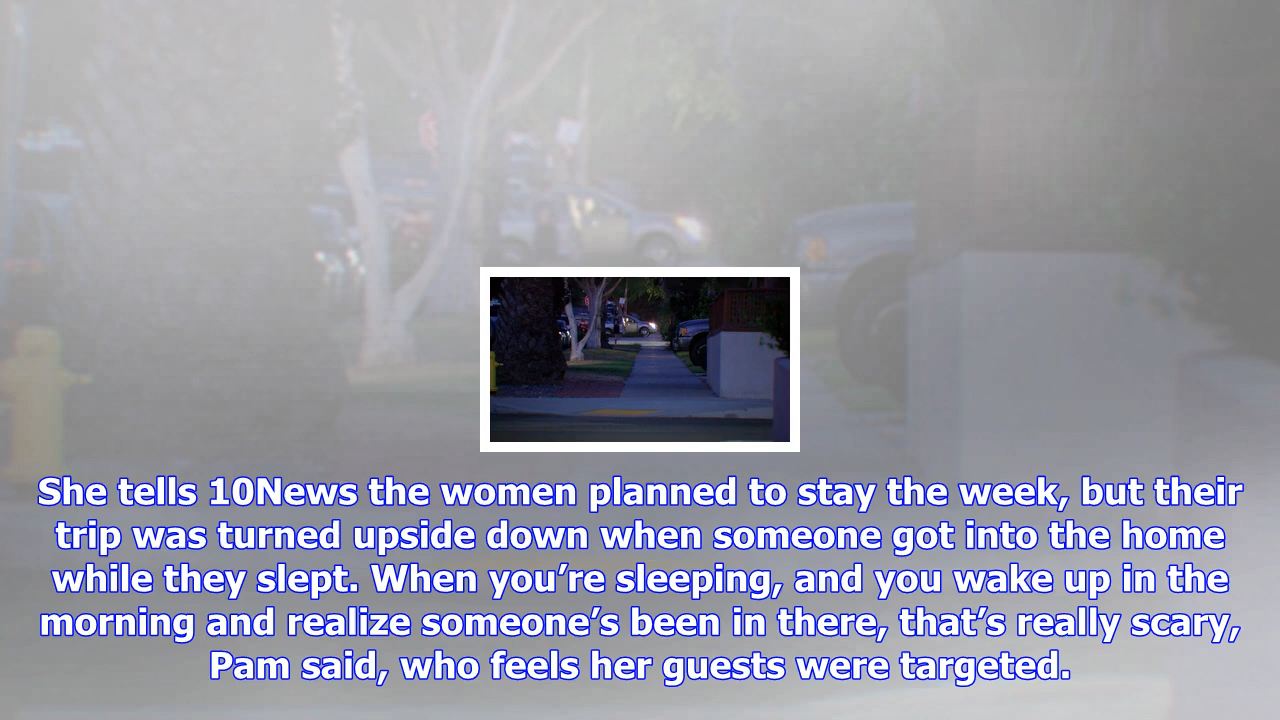 She tells 10News the women planned to stay the week, but their
trip was turned upside down when someone got into the home
while they slept. When you’re sleeping, and you wake up in the
morning and realize someone’s been in there, that’s really scary,
Pam said, who feels her guests were targeted.